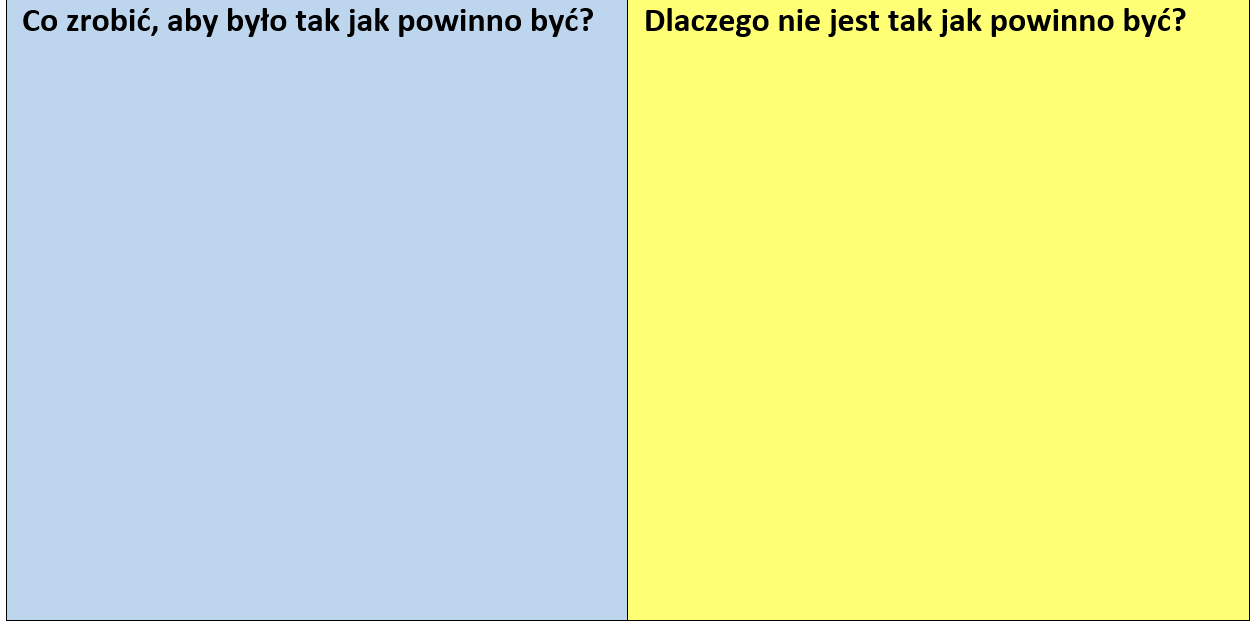 Co zrobić, aby było tak jak powinno być?
Dlaczego nie jest tak jak powinno być?